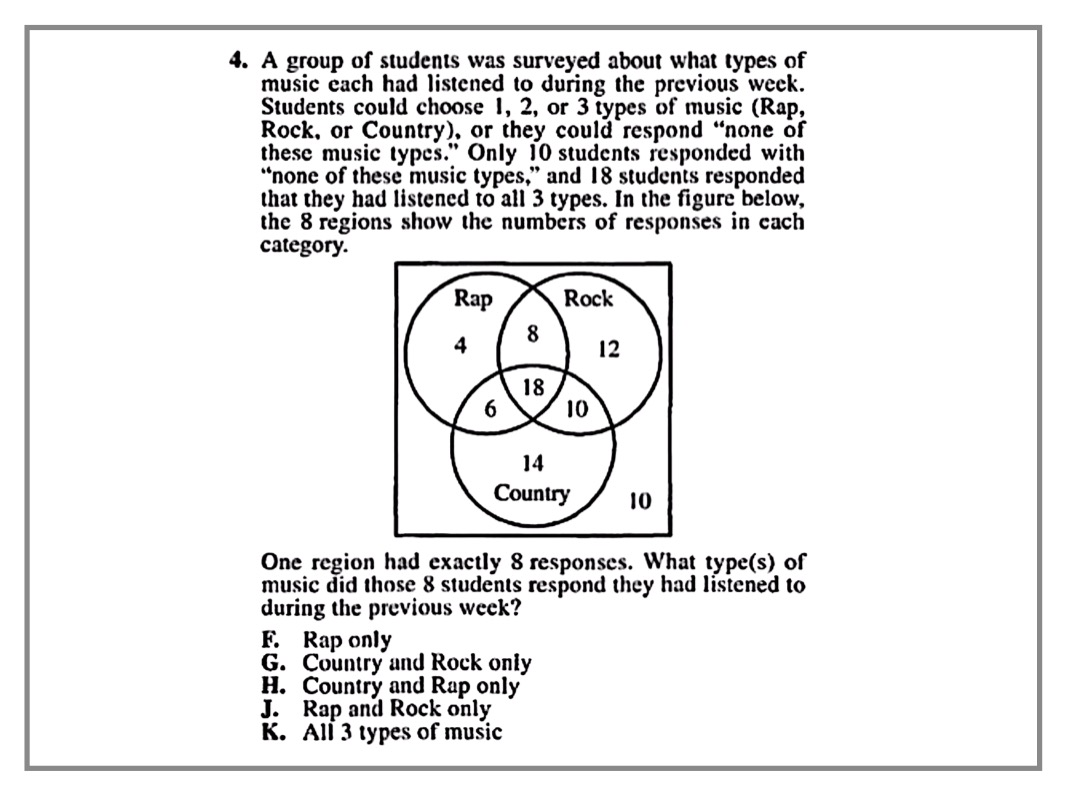 4. A group of students was surveyed about what types of
music each had listened to during the previous week.
Students could choose 1, 2, or 3 types of music (Rap,
Rock, or Country), or they could respond “none of
these music types.” Only 10 students responded with
“none of these music types,” and 18 students responded
that they had listened to all 3 types. In the figure below,
the 8 regions show the numbers of responses in each
category.
Rap Rock
8
4 12
18
6 10
14
Country 10
One region had exactly 8 responses. What type(s) of
music did those 8 students respond they had listened to
during the previous week?
F. Rap only
G. Country and Rock only
H. Country and Rap only
J. Rap and Rock only
K. All 3 types of music